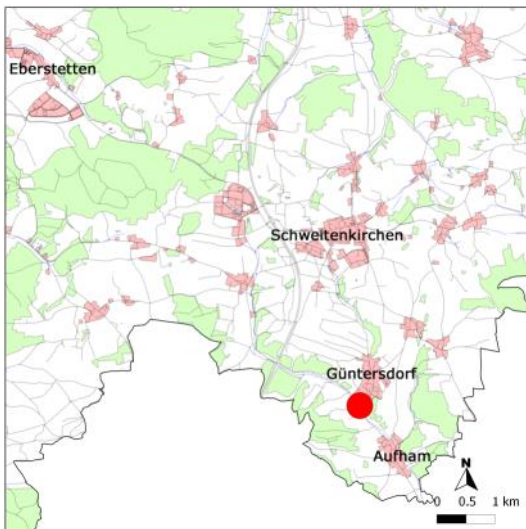 Eberstetten
Schweitenkirchen
Güntersdorf
Aufham
N
0 0.5 1 km